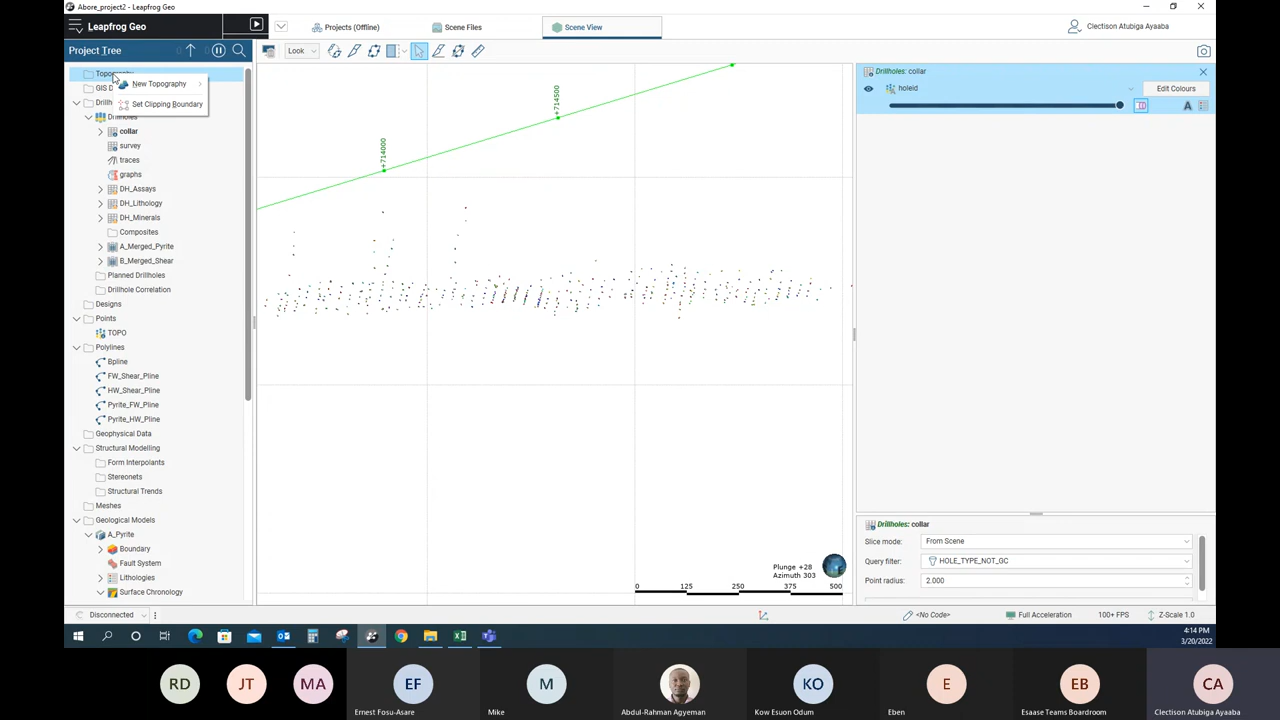 Abore_project2 - Leapfrog Geo
Leapfrog Geo
Projects (Offline)
Scene Files
Scene View
Clectison Atubiga Ayaaba
Project Tree
Look
New Topography
Set Clipping Boundary
Drillholes
collar
survey
traces
graphs
DH_Assays
DH_Lithology
DH_Minerals
Composites
A_Merged_Pyrite
B_Merged_Shear
Planned Drillholes
Drillhole Correlation
Designs
Points
TOPO
Polylines
Bpline
FW_Shear_Pline
HW_Shear_Pline
Pyrite_FW_Pline
Pyrite_HW_Pline
Geophysical Data
Structural Modelling
Form Interpolants
Stereonets
Structural Trends
Meshes
Geological Models
A_Pyrite
Boundary
Fault System
Lithologies
Surface Chronology
Disconnected
+714000
+714500
Plunge +28
Azimuth 303
0 125 250 375 500
Drillholes: collar
holeid
Edit Colours
Drillholes: collar
Slice mode: From Scene
Query filter: HOLE_TYPE_NOT_GC
Point radius: 2.000
<No Code>
Full Acceleration
100+ FPS
Z-Scale 1.0
4:14 PM
3/20/2022
RD
JT
MA
EF
Ernest Fosu-Asare
M
Mike
Abdul-Rahman Agyeman
KO
Kow Esuon Odum
E
Eben
EB
Esaase Teams Boardroom
CA
Clectison Atubiga Ayaaba